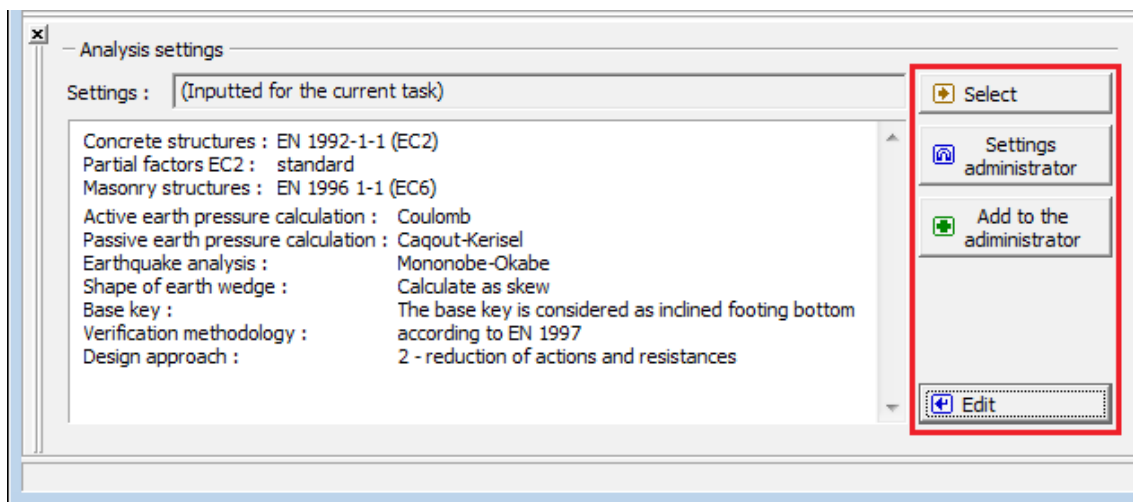 Analysis settings
Settings : (Inputted for the current task)
Select
Concrete structures : EN 1992-1-1 (EC2)
Partial factors EC2 : standard
Masonry structures : EN 1996 1-1 (EC6)
Active earth pressure calculation : Coulomb
Passive earth pressure calculation : Caqout-Kerisel
Earthquake analysis : Mononobe-Okabe
Shape of earth wedge : Calculate as skew
Base key : The base key is considered as inclined footing bottom
Verification methodology : according to EN 1997
Design approach : 2 - reduction of actions and resistances
Settings
administrator
Add to the
adiministrator
Edit